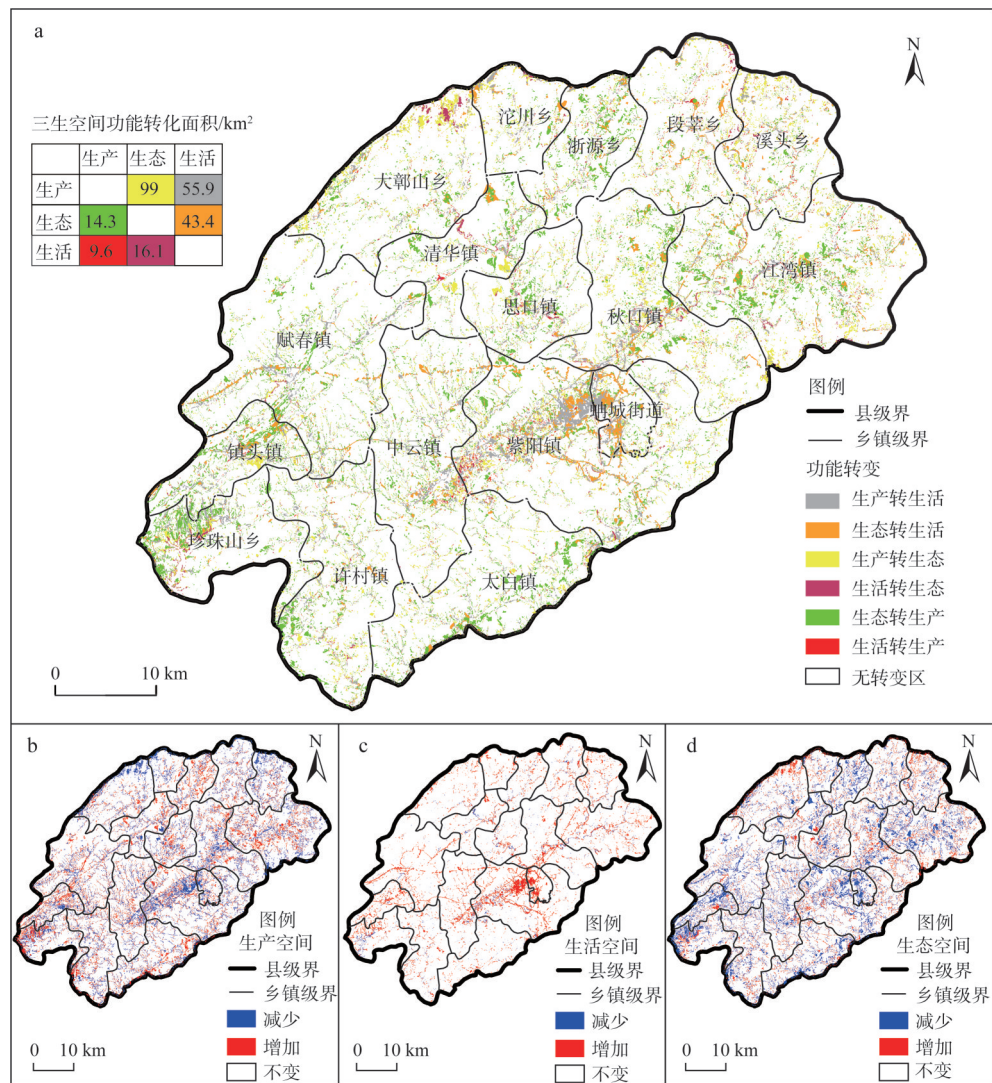 a
N
三生空间功能转化面积/km²
生产 生态 生活
生产 99 55.9
生态 14.3 43.4
生活 9.6 16.1
沱川乡
浙源乡
段莘乡
溪头乡
大鄣山乡
清华镇
思口镇
江湾镇
秋口镇
赋春镇
蚺城街道
镇头镇
中云镇
紫阳镇
珍珠山乡
许村镇
太白镇
图例
县级界
乡镇级界
功能转变
生产转生活
生态转生活
生产转生态
生活转生态
生态转生产
生活转生产
无转变区
0 10 km
b
N
图例
生产空间
县级界
乡镇级界
减少
增加
不变
0 10 km
c
N
图例
生活空间
县级界
乡镇级界
减少
增加
不变
0 10 km
d
N
图例
生态空间
县级界
乡镇级界
减少
增加
不变
0 10 km